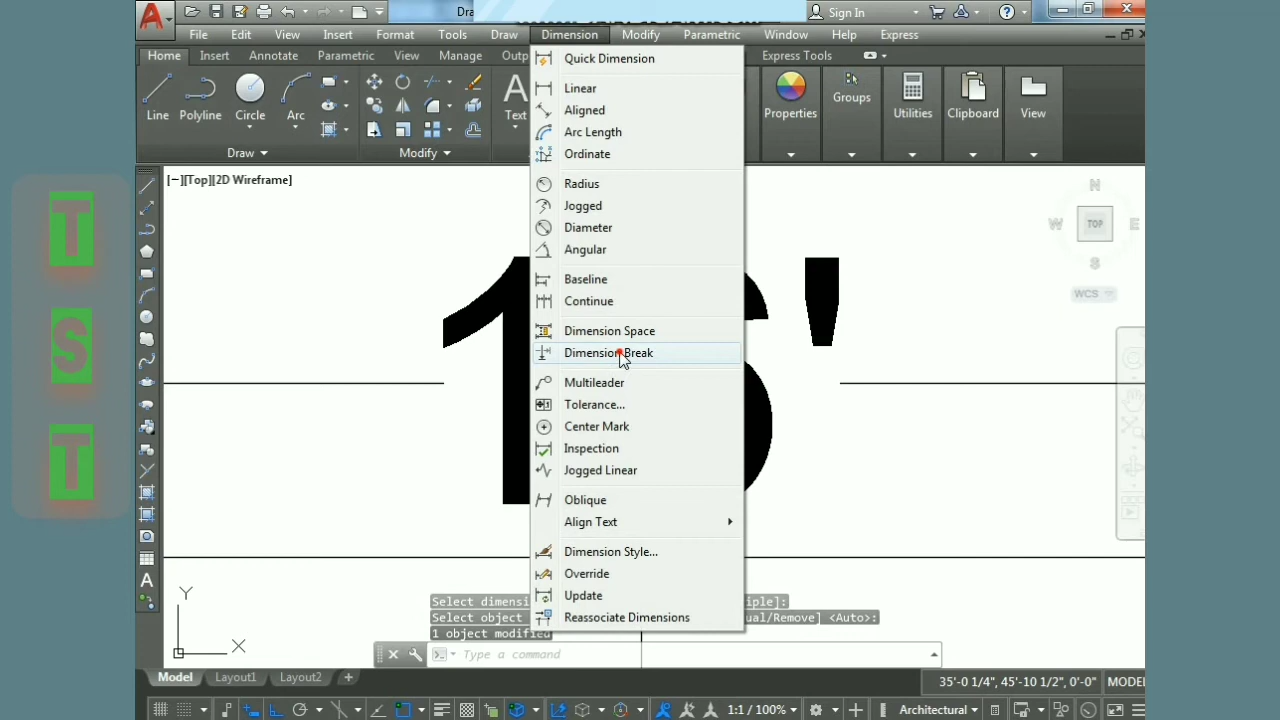 Dra
Sign In
File Edit View Insert Format Tools Draw Dimension Modify Parametric Window Help Express
Home Insert Annotate Parametric View Manage Outp Express Tools
Line Polyline Circle Arc Text Properties Groups Utilities Clipboard View
Draw Modify
[−][Top][2D Wireframe]
Quick Dimension
Linear
Aligned
Arc Length
Ordinate
Radius
Jogged
Diameter
Angular
Baseline
Continue
Dimension Space
Dimension Break
Multileader
Tolerance...
Center Mark
Inspection
Jogged Linear
Oblique
Align Text
Dimension Style...
Override
Update
Reassociate Dimensions
T
S
T
N
W TOP E
S
WCS
Y
X
Select dimensi iple]:
Select object ual/Remove] <Auto>:
1 object modified
Type a command
Model Layout1 Layout2 +
35'-0 1/4", 45'-10 1/2", 0'-0" MODEL
1:1 / 100% Architectural